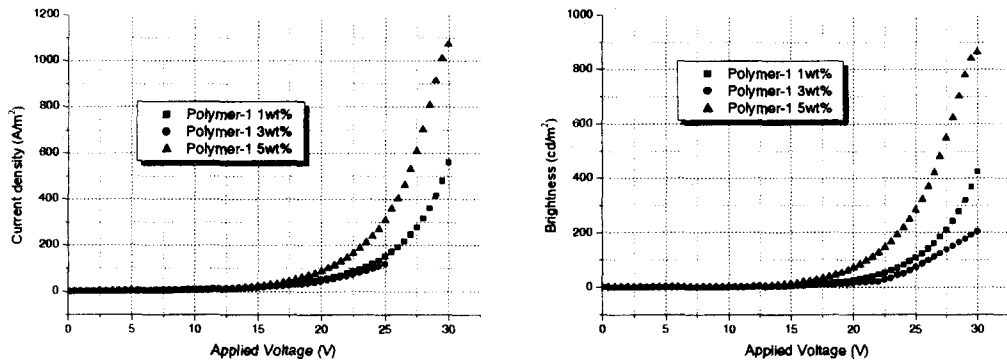 1200
1000
800
600
400
200
0
Current density (A/m²)
Polymer-1 1wt%
Polymer-1 3wt%
Polymer-1 5wt%
0 5 10 15 20 25 30
Applied Voltage (V)
1000
800
600
400
200
0
Brightness (cd/m²)
Polymer-1 1wt%
Polymer-1 3wt%
Polymer-1 5wt%
0 5 10 15 20 25 30
Applied Voltage (V)